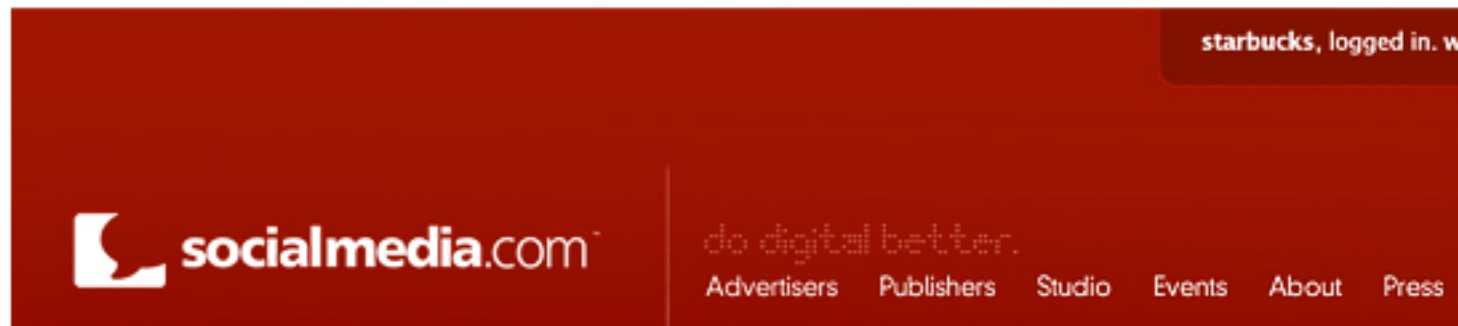 starbucks, logged in.
socialmedia.com
do digital better.
Advertisers Publishers Studio Events About Press